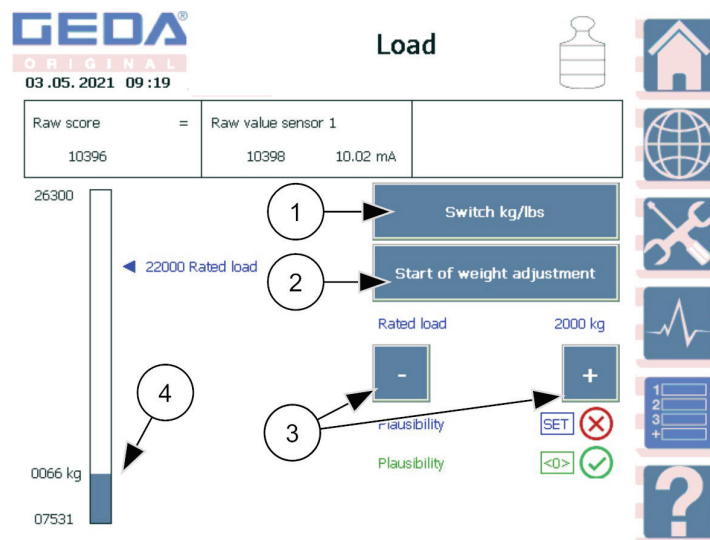 GEDA®
ORIGINAL
Load
03.05.2021 09:19
Raw score = Raw value sensor 1
10396 10398 10.02 mA
26300
1 Switch kg/lbs
22000 Rated load
2 Start of weight adjustment
Rated load 2000 kg
- +
4
3
Plausibility SET
Plausibility <0>
0066 kg
07531
1
2
3
+
?